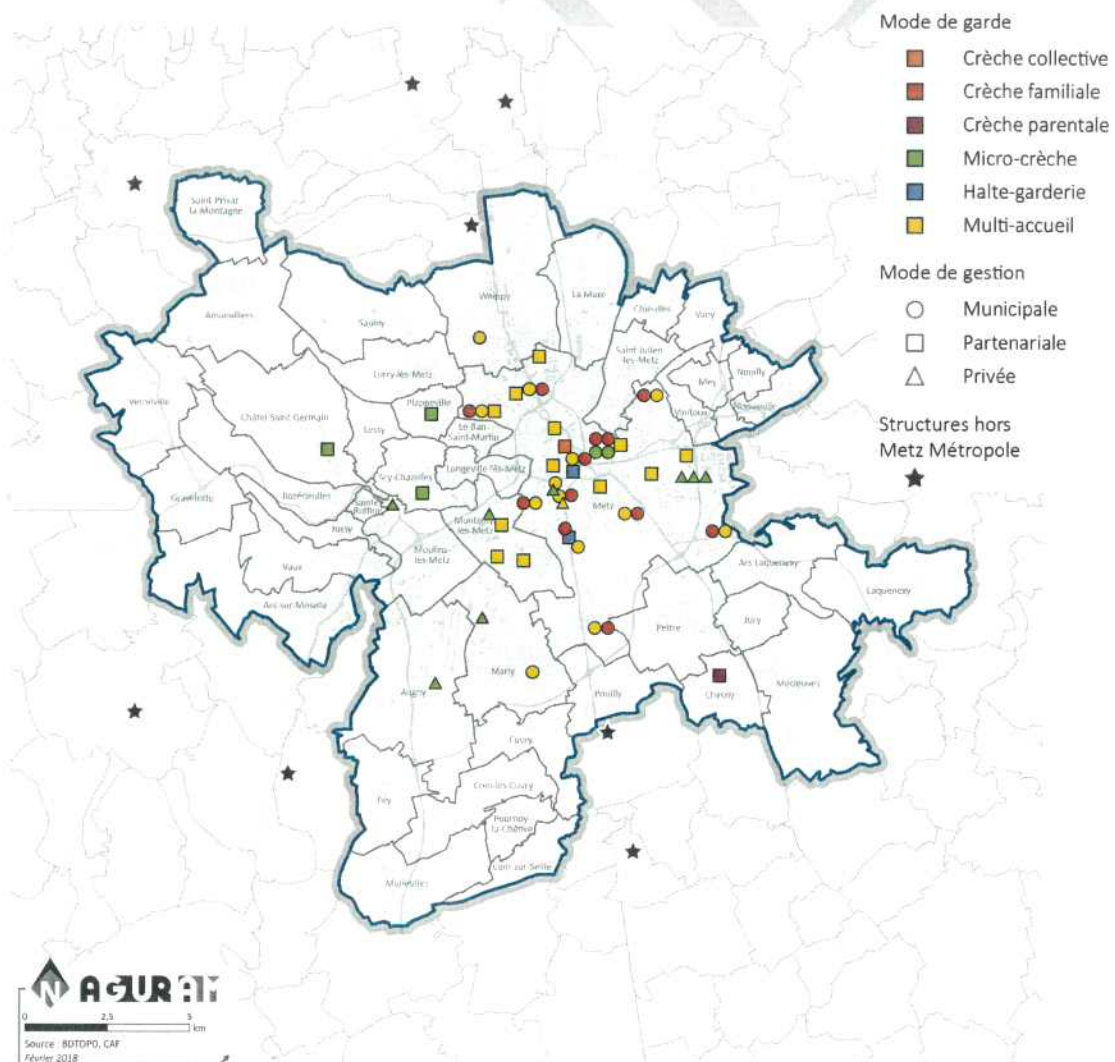 Mode de garde
Crèche collective
Crèche familiale
Crèche parentale
Micro-crèche
Halte-garderie
Multi-accueil
Mode de gestion
Municipale
Partenariale
Privée
Structures hors
Metz Métropole
Saint Privat
la Montagne
Amanvillers
Saulny
Woippy
La Maxe
Chieulles
Vany
Saint-Julien
lès-Metz
Mey
Nouilly
Vantoux
Lorry-lès-Metz
Plappeville
Le Ban-
Saint-Martin
Vernéville
Châtel Saint-Germain
Lessy
Scy-Chazelles
Longeville-lès-Metz
Gravelotte
Rozérieulles
Sainte-
Ruffine
Jussy
Vaux
Ars-sur-Moselle
Moulins-
lès-Metz
Montigny-
lès-Metz
Metz
Ars Laquenexy
Laquenexy
Peltre
Jury
Mécleuves
Chesny
Pouilly
Marly
Augny
Cuvry
Fey
Coin-lès-Cuvry
Pournoy-
la-Chétive
Coin-sur-Seille
Marieulles
N AGURAM
0 2,5 5
km
Source : BDTOPO, CAF
Février 2018